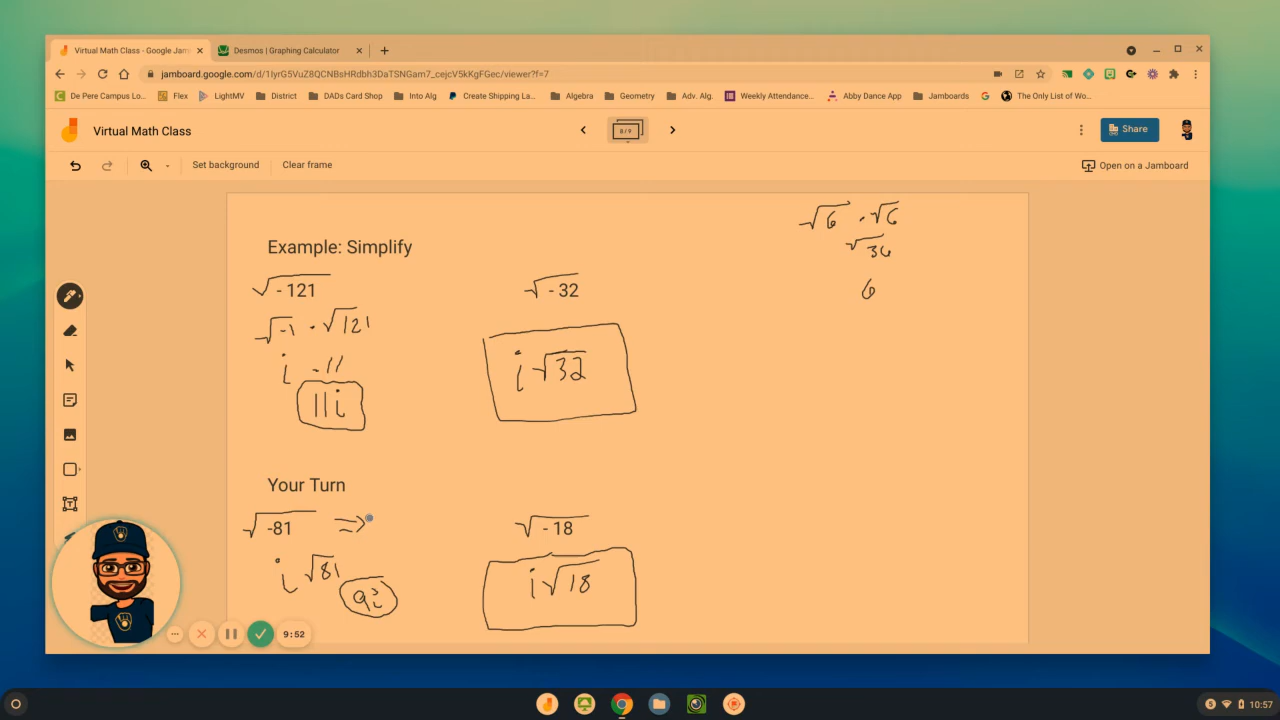 Virtual Math Class - Google Jam
Desmos | Graphing Calculator
jamboard.google.com/d/1IyrG5VuZ8QCNBsHRdbh3DaTSNGam7_cejcV5kKgFGec/viewer?f=7
De Pere Campus Lo... Flex LightMV District DADs Card Shop Into Alg Create Shipping La... Algebra Geometry Adv. Alg. Weekly Attendance... Abby Dance App Jamboards The Only List of Wo...
Virtual Math Class
8/9
Share
Set background
Clear frame
Open on a Jamboard
√6 · √6
√36
6
Example: Simplify
√-121
√-1 · √121
i · 11
11i
√-32
i√32
Your Turn
√-81 =>
i√81
9i
√-18
i√18
9:52
5
10:57